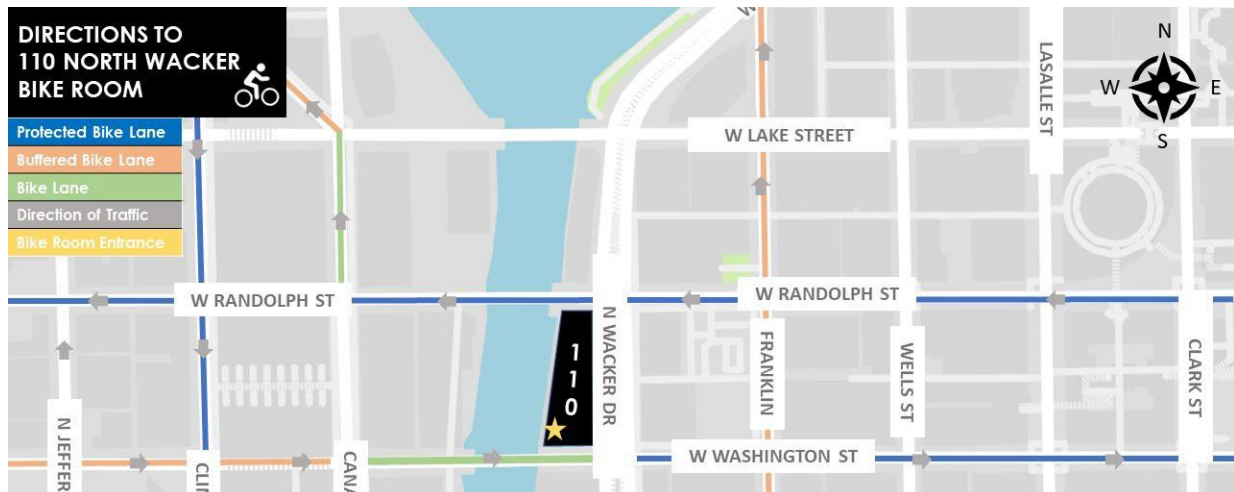 DIRECTIONS TO
110 NORTH WACKER
BIKE ROOM
Protected Bike Lane
Buffered Bike Lane
Bike Lane
Direction of Traffic
Bike Room Entrance
N
W E
S
W LAKE STREET
LASALLE ST
W RANDOLPH ST
W RANDOLPH ST
110
N WACKER DR
FRANKLIN
WELLS ST
CLARK ST
N JEFFER
CLIN
CANA
W WASHINGTON ST